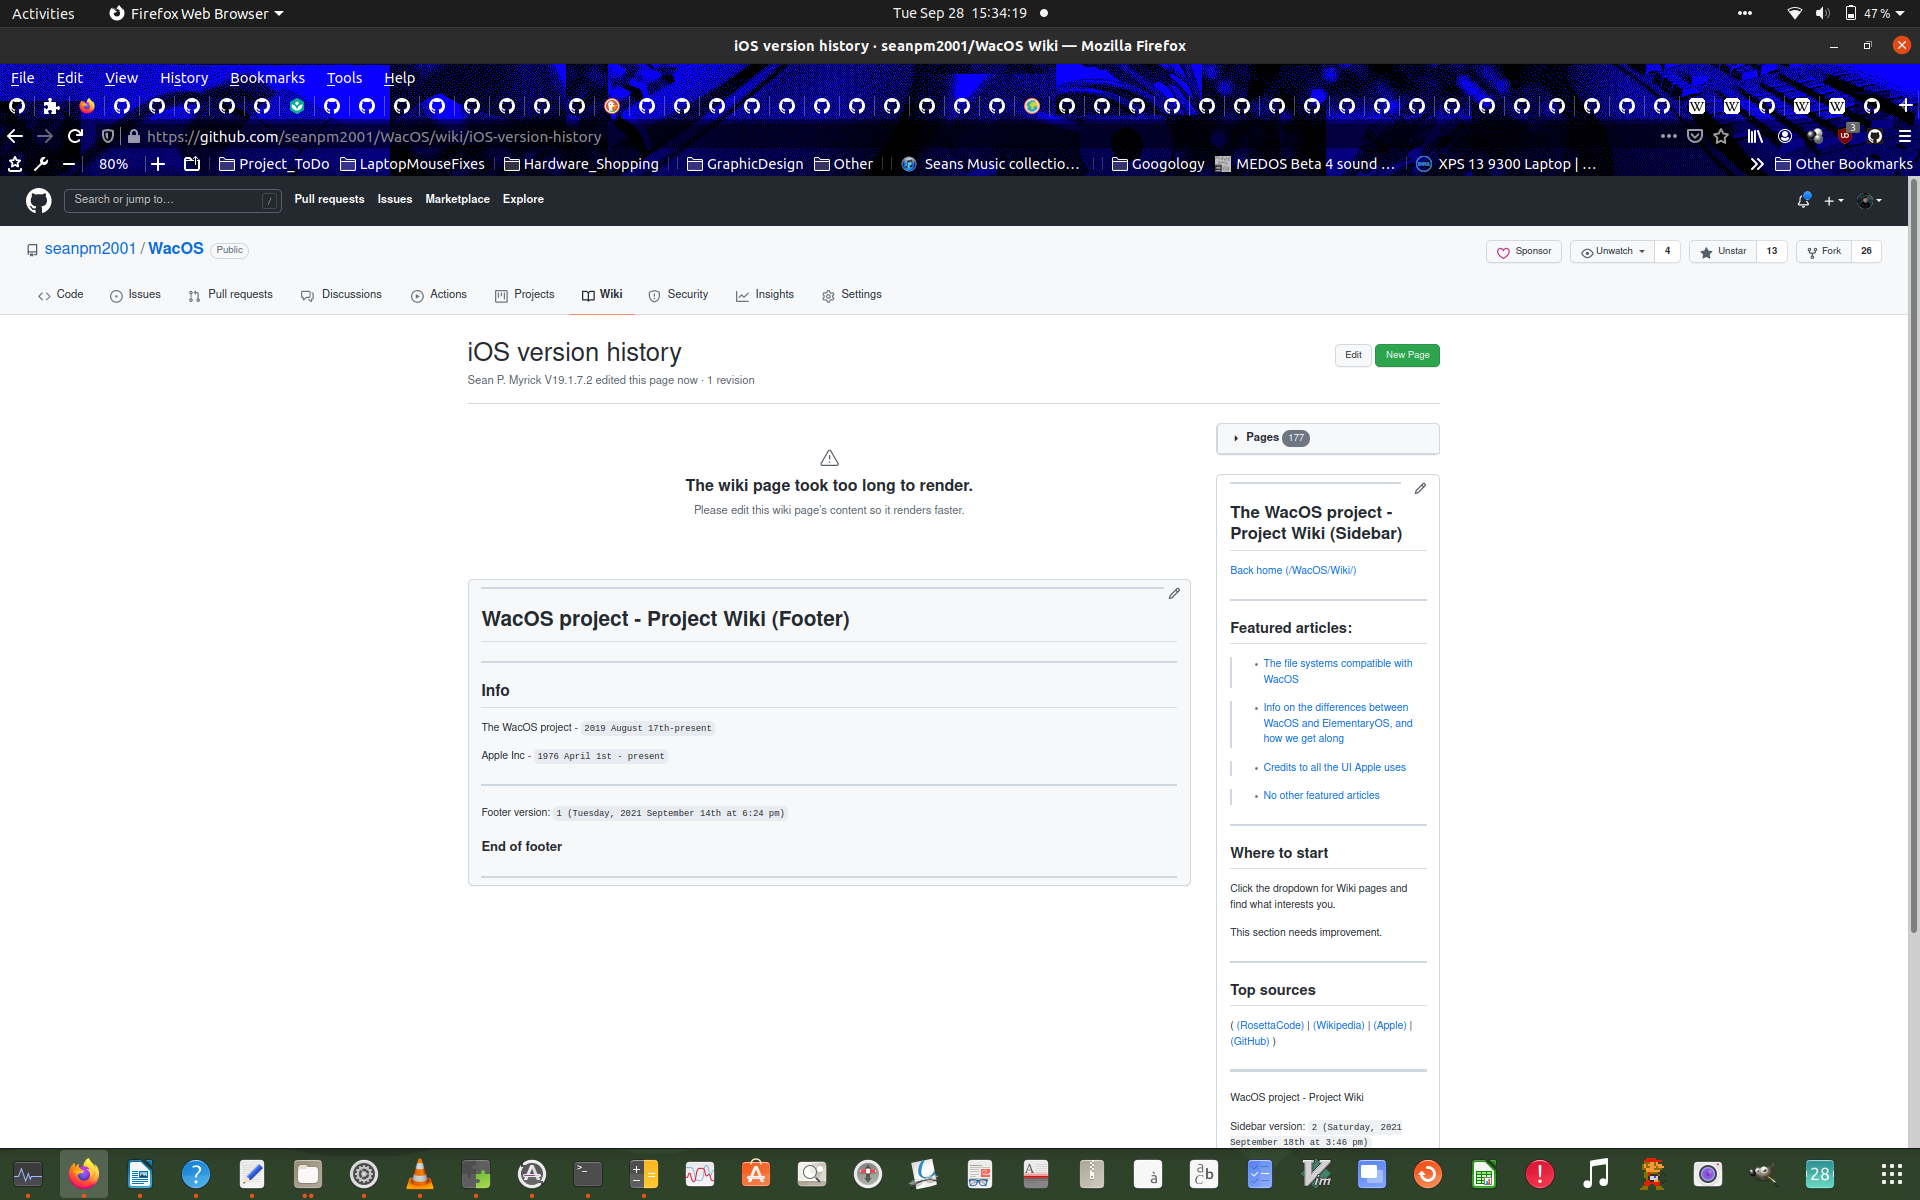 Activities
Firefox Web Browser
Tue Sep 28 15:34:19
47 %
iOS version history · seanpm2001/WacOS Wiki — Mozilla Firefox
File Edit View History Bookmarks Tools Help
https://github.com/seanpm2001/WacOS/wiki/iOS-version-history
3
80%
Project_ToDo
LaptopMouseFixes
Hardware_Shopping
GraphicDesign
Other
Seans Music collectio…
Googology
MEDOS Beta 4 sound …
XPS 13 9300 Laptop | …
Other Bookmarks
Search or jump to… /
Pull requests Issues Marketplace Explore
seanpm2001 / WacOS Public
Sponsor
Unwatch 4
Unstar 13
Fork 26
Code Issues Pull requests Discussions Actions Projects Wiki Security Insights Settings
iOS version history
Edit New Page
Sean P. Myrick V19.1.7.2 edited this page now · 1 revision
The wiki page took too long to render.
Please edit this wiki page's content so it renders faster.
WacOS project - Project Wiki (Footer)
Info
The WacOS project - 2019 August 17th-present
Apple Inc - 1976 April 1st - present
Footer version: 1 (Tuesday, 2021 September 14th at 6:24 pm)
End of footer
Pages 177
The WacOS project -
Project Wiki (Sidebar)
Back home (/WacOS/Wiki/)
Featured articles:
• The file systems compatible with
WacOS
• Info on the differences between
WacOS and ElementaryOS, and
how we get along
• Credits to all the UI Apple uses
• No other featured articles
Where to start
Click the dropdown for Wiki pages and
find what interests you.
This section needs improvement.
Top sources
( (RosettaCode) | (Wikipedia) | (Apple) |
(GitHub) )
WacOS project - Project Wiki
Sidebar version: 2 (Saturday, 2021
September 18th at 3:46 pm)
28